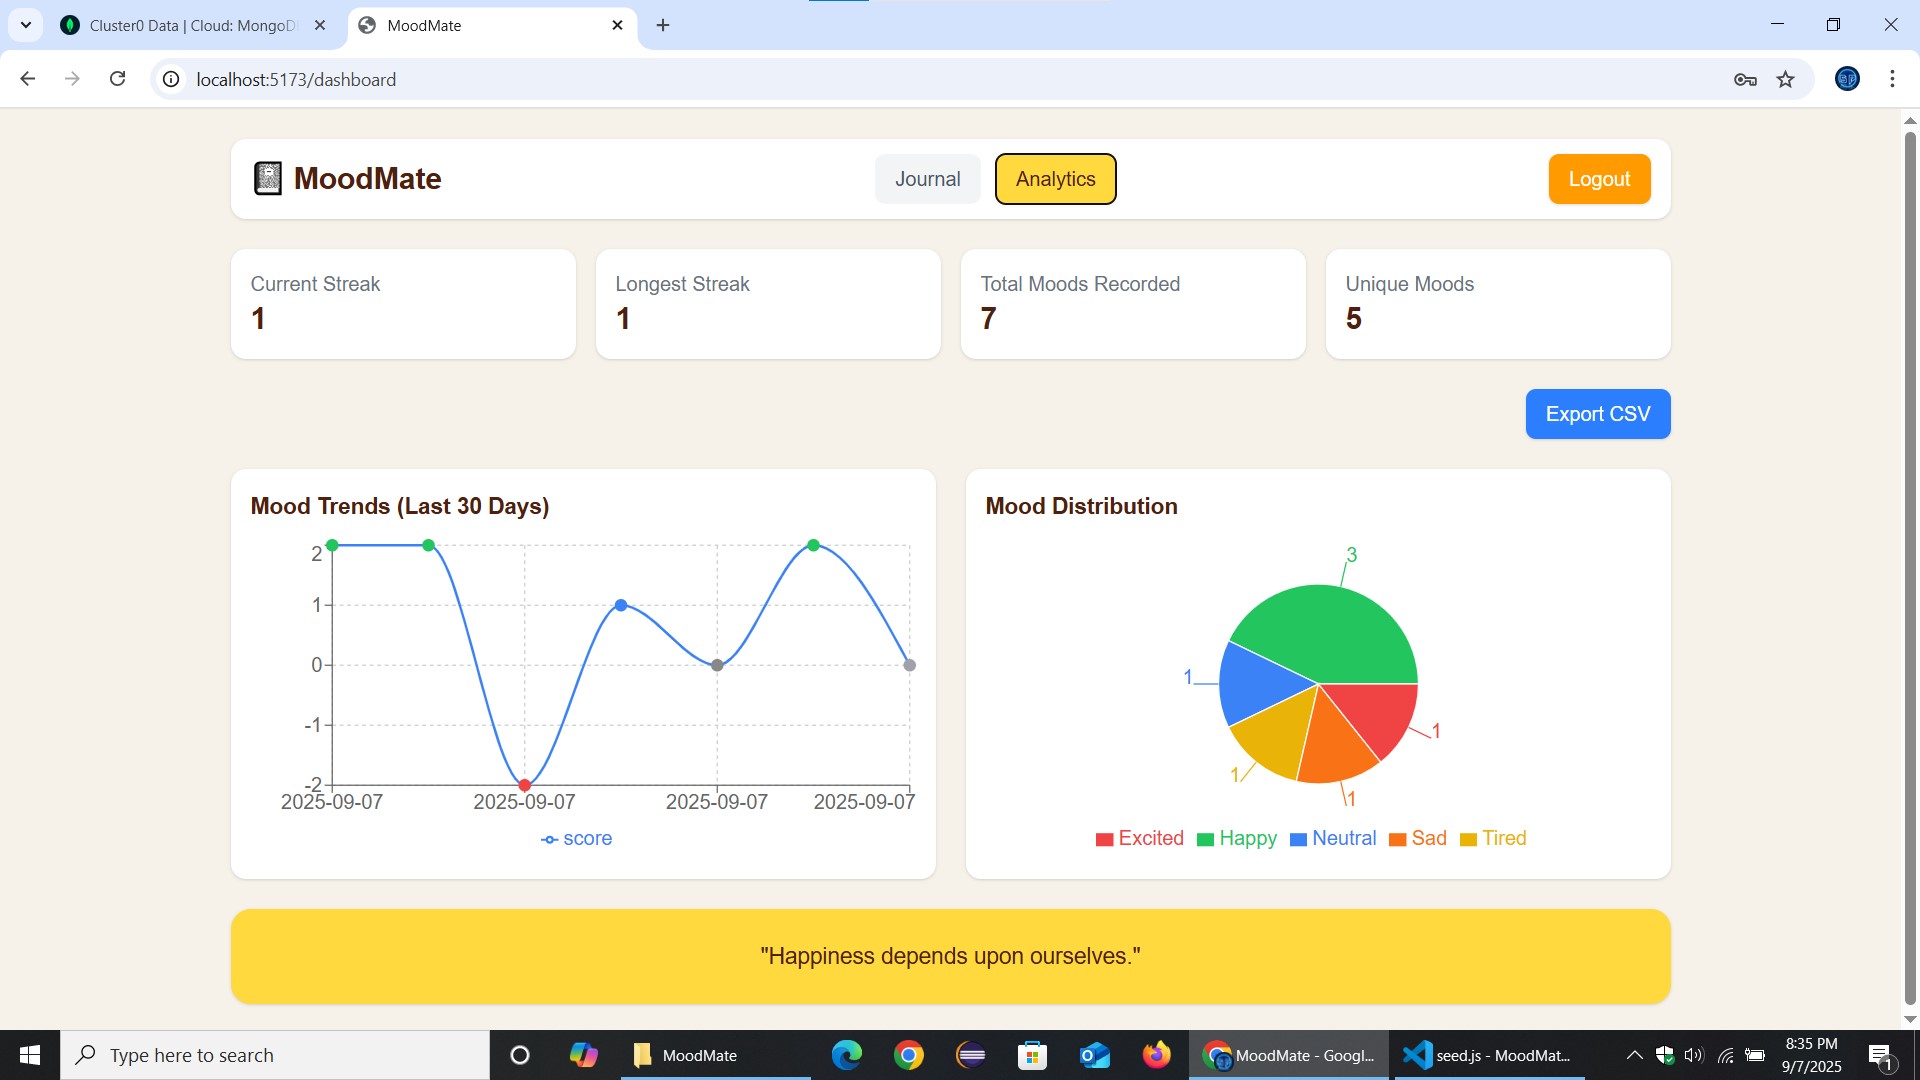 Cluster0 Data | Cloud: MongoD
MoodMate
localhost:5173/dashboard
MoodMate
Journal
Analytics
Logout
Current Streak
1
Longest Streak
1
Total Moods Recorded
7
Unique Moods
5
Export CSV
Mood Trends (Last 30 Days)
2
1
0
-1
-2
2025-09-07
2025-09-07
2025-09-07
2025-09-07
score
Mood Distribution
3
1
1
1
1
Excited
Happy
Neutral
Sad
Tired
"Happiness depends upon ourselves."
Type here to search
MoodMate
MoodMate - Googl...
seed.js - MoodMat...
8:35 PM
9/7/2025
1